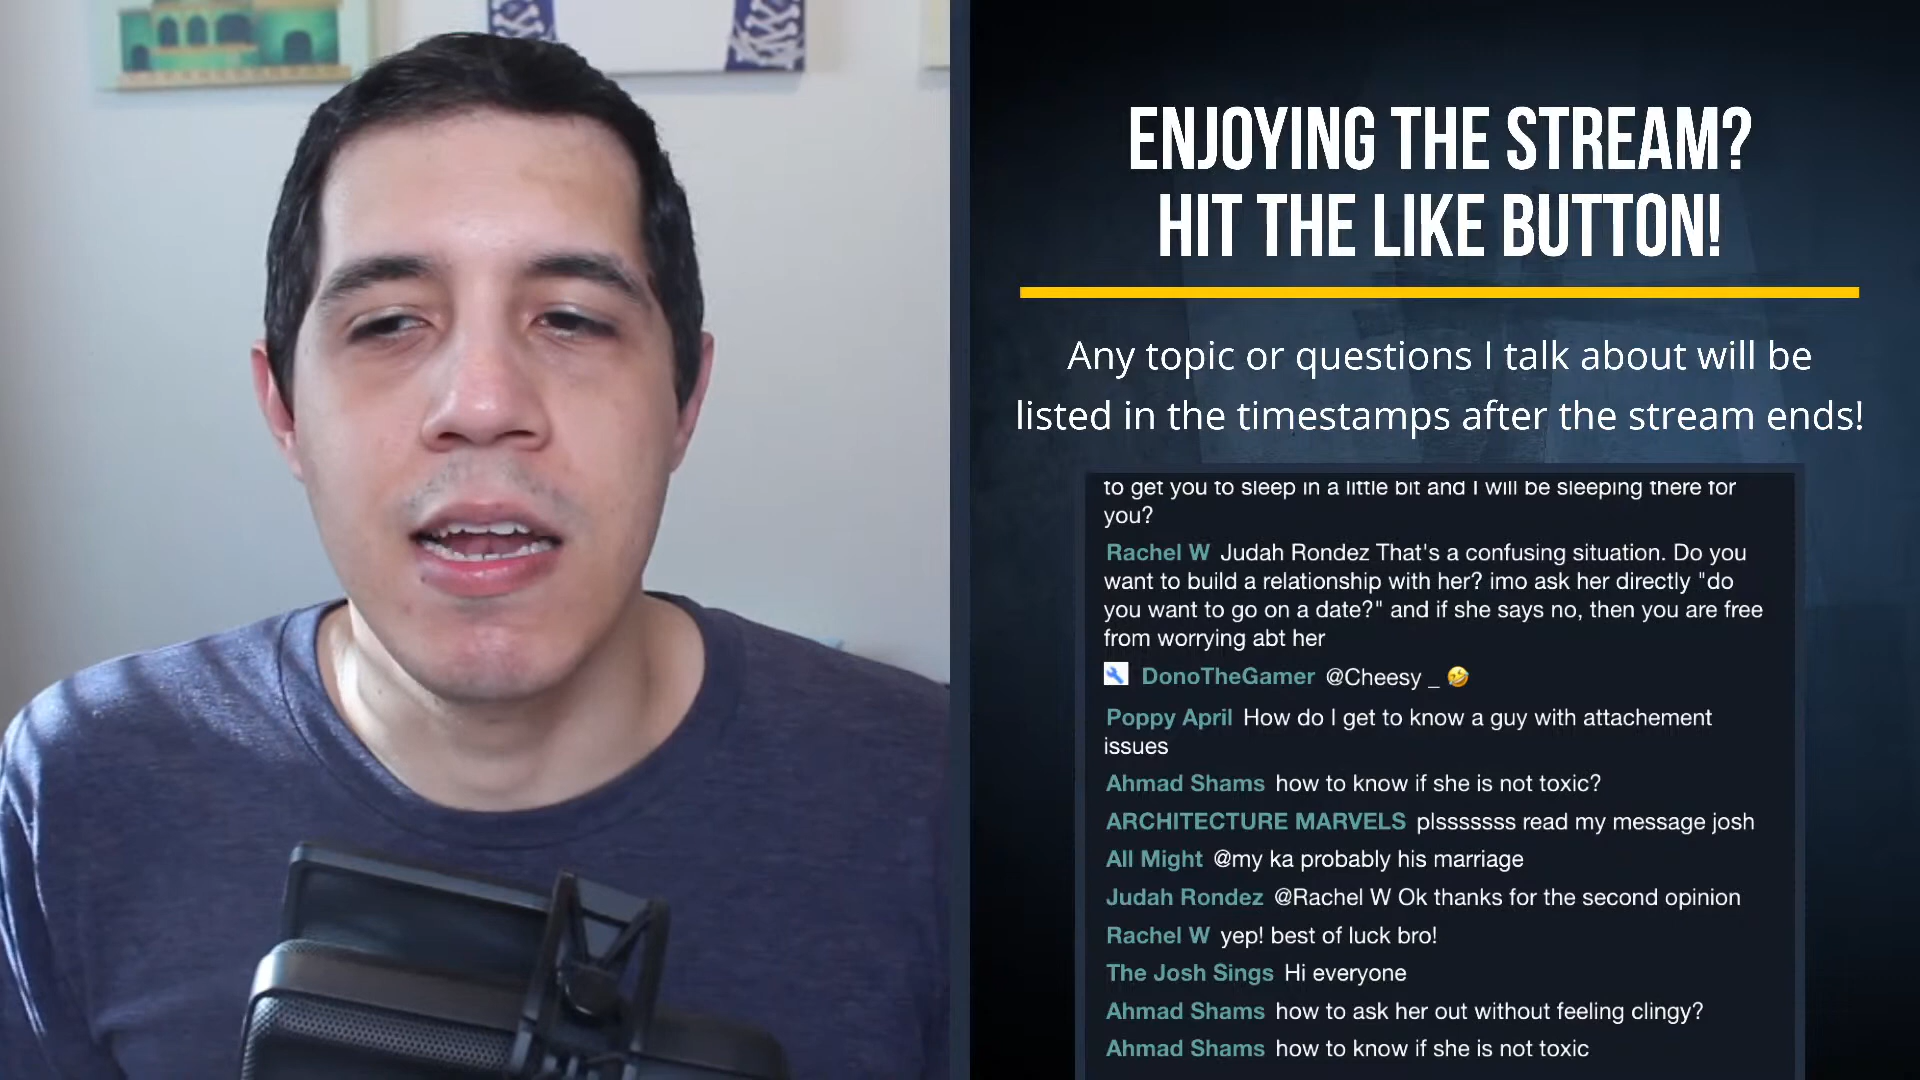 ENJOYING THE STREAM?
HIT THE LIKE BUTTON!
Any topic or questions I talk about will be
listed in the timestamps after the stream ends!
to get you to sleep in a little bit and I will be sleeping there for
you?
Rachel W Judah Rondez That's a confusing situation. Do you
want to build a relationship with her? imo ask her directly "do
you want to go on a date?" and if she says no, then you are free
from worrying abt her
DonoTheGamer @Cheesy _ 🤣
Poppy April How do I get to know a guy with attachement
issues
Ahmad Shams how to know if she is not toxic?
ARCHITECTURE MARVELS plsssssss read my message josh
All Might @my ka probably his marriage
Judah Rondez @Rachel W Ok thanks for the second opinion
Rachel W yep! best of luck bro!
The Josh Sings Hi everyone
Ahmad Shams how to ask her out without feeling clingy?
Ahmad Shams how to know if she is not toxic